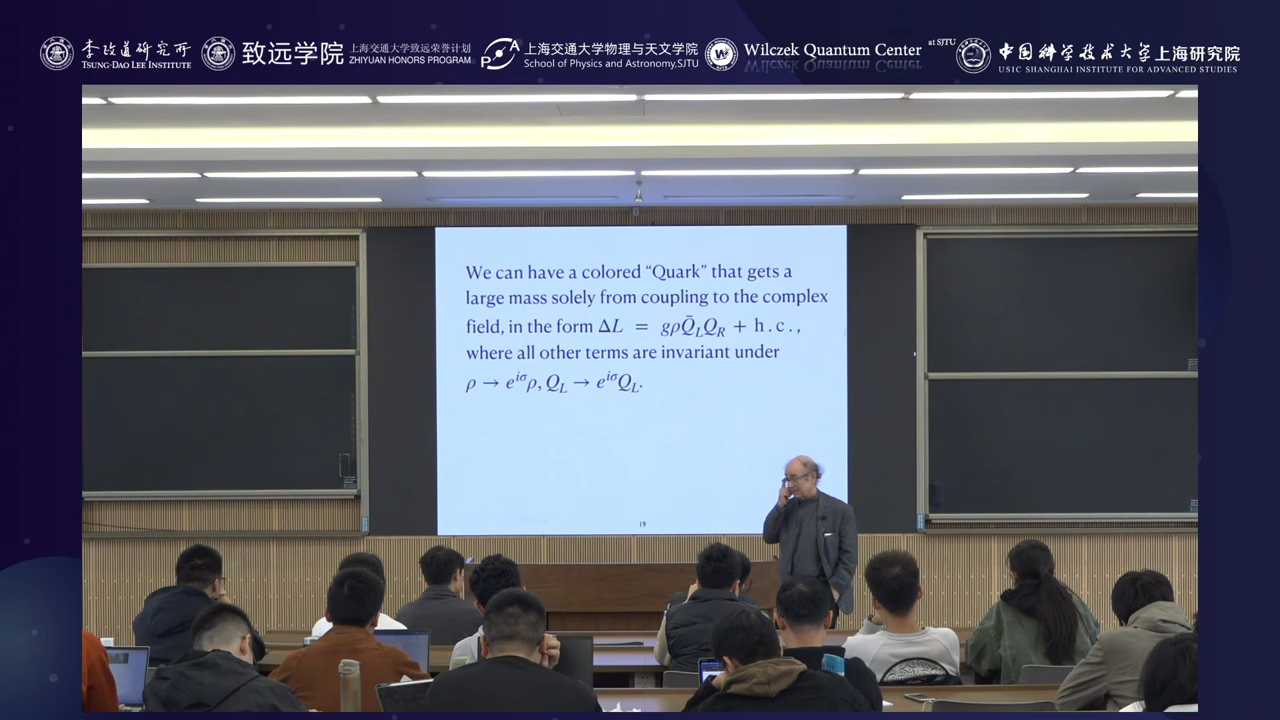 李政道研究所
TSUNG-DAO LEE INSTITUTE
致远学院
上海交通大学致远荣誉计划
ZHIYUAN HONORS PROGRAM
上海交通大学物理与天文学院
School of Physics and Astronomy,SJTU
Wilczek Quantum Center
at SJTU
中国科学技术大学上海研究院
USTC SHANGHAI INSTITUTE FOR ADVANCED STUDIES
We can have a colored “Quark” that gets a
large mass solely from coupling to the complex
field, in the form ΔL = gρQ̄_LQ_R + h.c.,
where all other terms are invariant under
ρ → e^{iσ}ρ, Q_L → e^{iσ}Q_L.
19